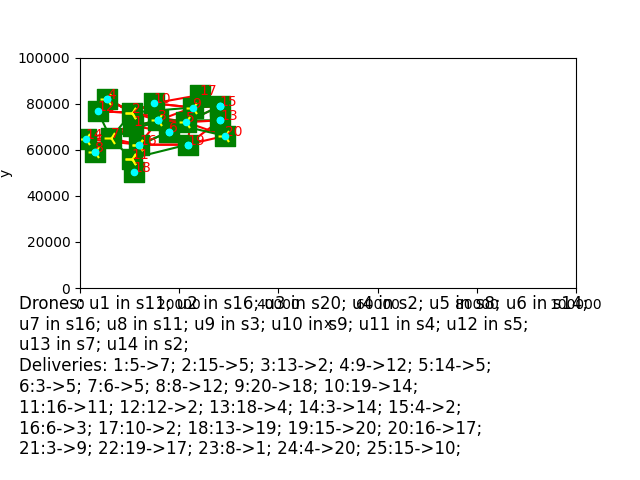 100000
80000
60000
40000
20000
0
y
0 20000 40000 60000 80000 100000
x
17
15
13
20
19
18
Drones: u1 in s11; u2 in s16; u3 in s20; u4 in s2; u5 in s8; u6 in s14;
u7 in s16; u8 in s11; u9 in s3; u10 in s9; u11 in s4; u12 in s5;
u13 in s7; u14 in s2;
Deliveries: 1:5->7; 2:15->5; 3:13->2; 4:9->12; 5:14->5;
6:3->5; 7:6->5; 8:8->12; 9:20->18; 10:19->14;
11:16->11; 12:12->2; 13:18->4; 14:3->14; 15:4->2;
16:6->3; 17:10->2; 18:13->19; 19:15->20; 20:16->17;
21:3->9; 22:19->17; 23:8->1; 24:4->20; 25:15->10;